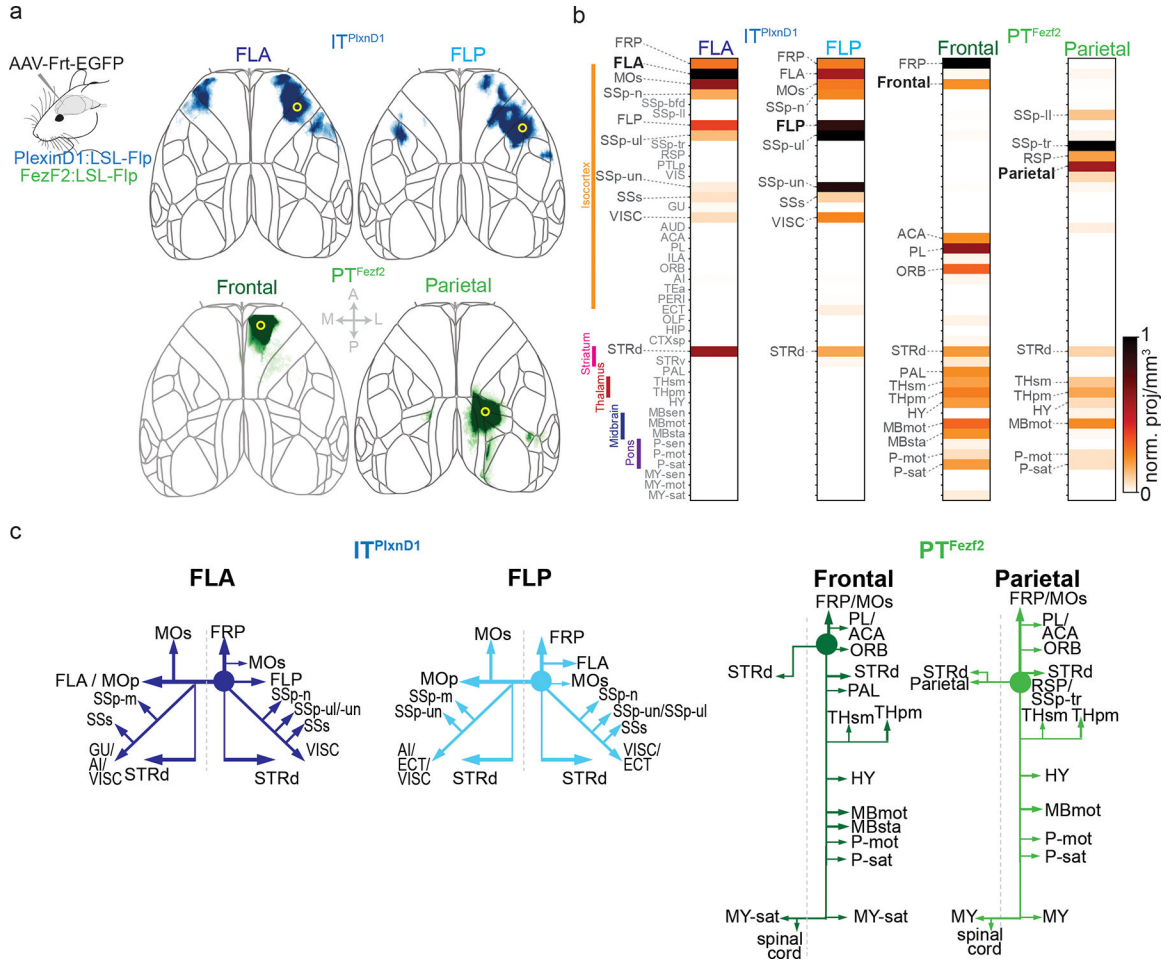 a
IT^PlxnD1
FLA
FLP
AAV-Frt-EGFP
PlexinD1:LSL-Flp
FezF2:LSL-Flp
PT^Fezf2
Frontal
Parietal
A
M
L
P
b
IT^PlxnD1
PT^Fezf2
FLA
FLP
Frontal
Parietal
FRP
FLA
MOs
SSp-n
SSp-bfd
SSp-ll
FLP
SSp-ul
SSp-tr
RSP
PTLp
VIS
SSp-un
SSs
GU
VISC
AUD
ACA
PL
ILA
ORB
AI
TEa
PERI
ECT
OLF
HIP
CTXsp
STRd
STRv
PAL
THsm
THpm
HY
MBsen
MBmot
MBsta
P-sen
P-mot
P-sat
MY-sen
MY-mot
MY-sat
Isocortex
Striatum
Thalamus
Midbrain
Pons
FRP
FLA
MOs
SSp-n
FLP
SSp-ul
SSp-un
SSs
VISC
STRd
FRP
Frontal
ACA
PL
ORB
STRd
PAL
THsm
THpm
HY
MBmot
MBsta
P-mot
P-sat
SSp-ll
SSp-tr
RSP
Parietal
STRd
THsm
THpm
HY
MBmot
P-mot
P-sat
1
0
norm. proj/mm³
c
IT^PlxnD1
PT^Fezf2
FLA
MOs
FRP
MOs
FLA / MOp
FLP
SSp-m
SSp-n
SSp-ul/-un
SSs
SSs
GU/
AI/
VISC
VISC
STRd
STRd
FLP
MOs
FRP
FLA
MOp
MOs
SSp-m
SSp-n
SSp-un
SSp-un/SSp-ul
SSs
AI/
ECT/
VISC
VISC/
ECT
STRd
STRd
Frontal
FRP/MOs
PL/
ACA
ORB
STRd
STRd
PAL
THsm
THpm
HY
MBmot
MBsta
P-mot
P-sat
MY-sat
MY-sat
spinal
cord
Parietal
FRP/MOs
PL/
ACA
ORB
STRd
STRd
Parietal
RSP/
SSp-tr
THsm
THpm
HY
MBmot
P-mot
P-sat
MY
MY
spinal
cord